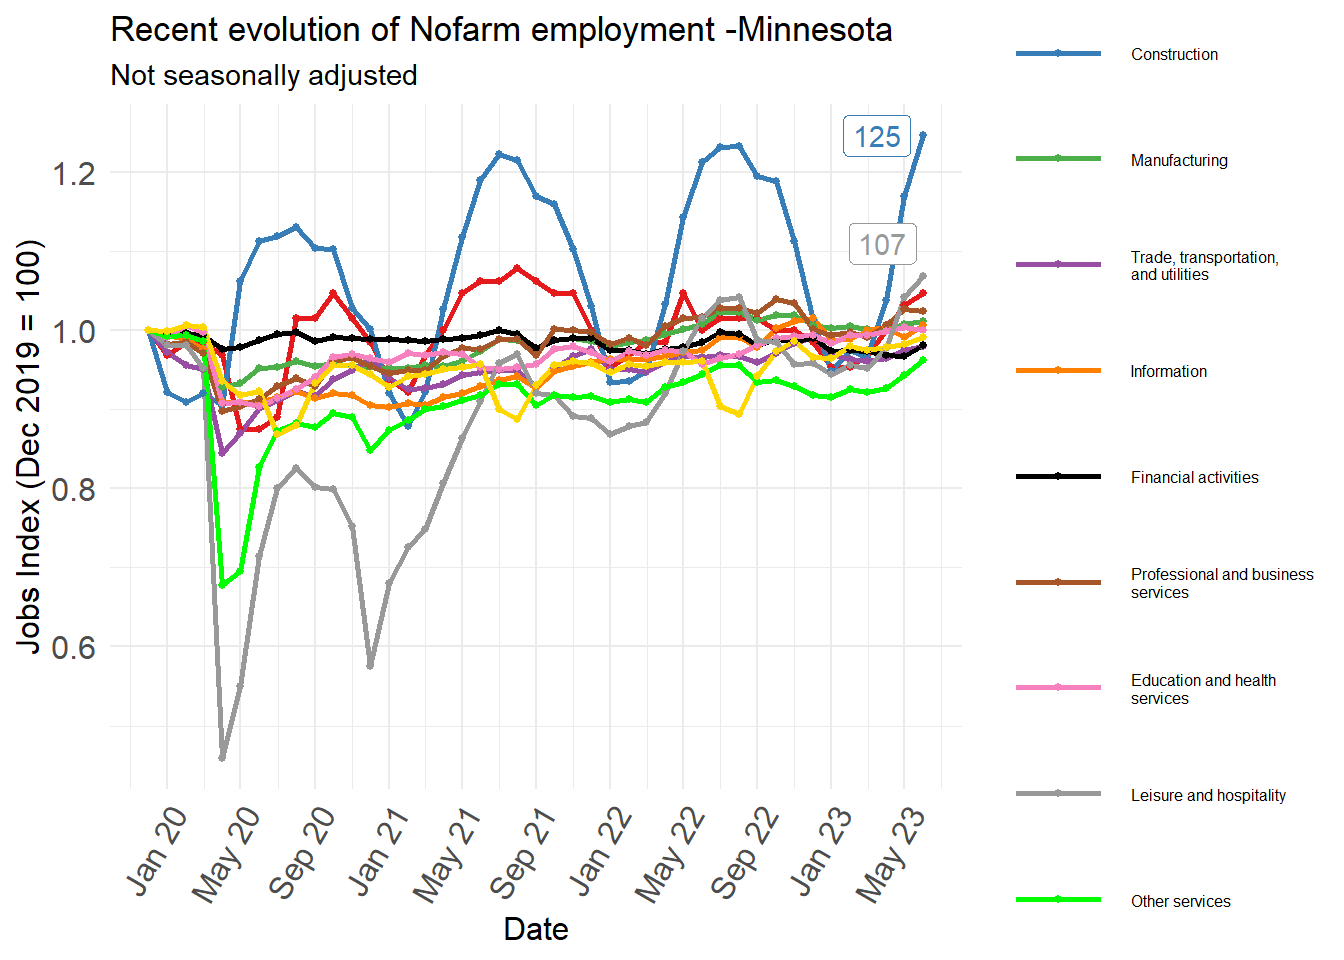 Recent evolution of Nofarm employment -Minnesota
Not seasonally adjusted
Jobs Index (Dec 2019 = 100)
1.2
1.0
0.8
0.6
125
107
Jan 20
May 20
Sep 20
Jan 21
May 21
Sep 21
Jan 22
May 22
Sep 22
Jan 23
May 23
Date
Construction
Manufacturing
Trade, transportation,
and utilities
Information
Financial activities
Professional and business
services
Education and health
services
Leisure and hospitality
Other services